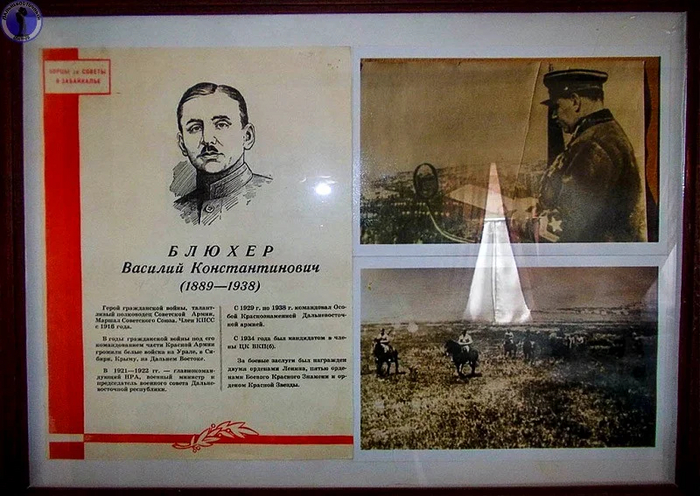 БОРЦЫ ЗА СОВЕТЫ
В ЗАБАЙКАЛЬЕ
БЛЮХЕР
Василий Константинович
(1889—1938)
Герой гражданской войны, талант-
ливый полководец Советской Армии,
Маршал Советского Союза. Член КПСС
с 1916 года.
В годы гражданской войны под его
командованием части Красной Армии
громили белые войска на Урале, в Си-
бири, Крыму, на Дальнем Востоке.
В 1921—1922 гг. — главнокоман-
дующий НРА, военный министр и
председатель военного совета Дальне-
восточной республики.
С 1929 г. по 1938 г. командовал Осо-
бой Краснознаменной Дальневосточ-
ной армией.
С 1934 года был кандидатом в чле-
ны ЦК ВКП(б).
За боевые заслуги был награжден
двумя орденами Ленина, пятью орде-
нами Боевого Красного Знамени и ор-
деном Красной Звезды.